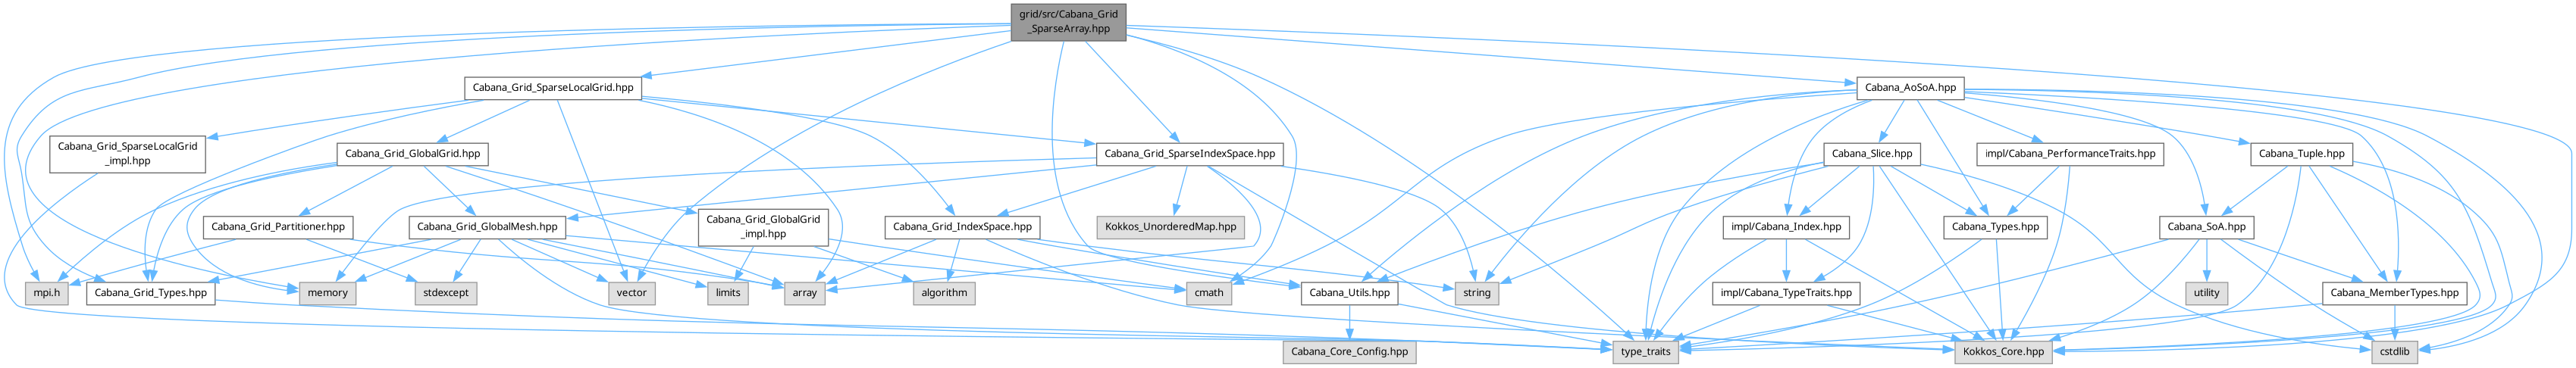 grid/src/Cabana_Grid
_SparseArray.hpp
Cabana_Grid_SparseLocalGrid.hpp
Cabana_AoSoA.hpp
Cabana_Grid_SparseLocalGrid
_impl.hpp
Cabana_Grid_GlobalGrid.hpp
Cabana_Grid_SparseIndexSpace.hpp
Cabana_Slice.hpp
impl/Cabana_PerformanceTraits.hpp
Cabana_Tuple.hpp
Cabana_Grid_Partitioner.hpp
Cabana_Grid_GlobalMesh.hpp
Cabana_Grid_GlobalGrid
_impl.hpp
Cabana_Grid_IndexSpace.hpp
Kokkos_UnorderedMap.hpp
impl/Cabana_Index.hpp
Cabana_Types.hpp
Cabana_SoA.hpp
mpi.h
Cabana_Grid_Types.hpp
memory
stdexcept
vector
limits
array
algorithm
cmath
Cabana_Utils.hpp
string
impl/Cabana_TypeTraits.hpp
utility
Cabana_MemberTypes.hpp
Cabana_Core_Config.hpp
type_traits
Kokkos_Core.hpp
cstdlib